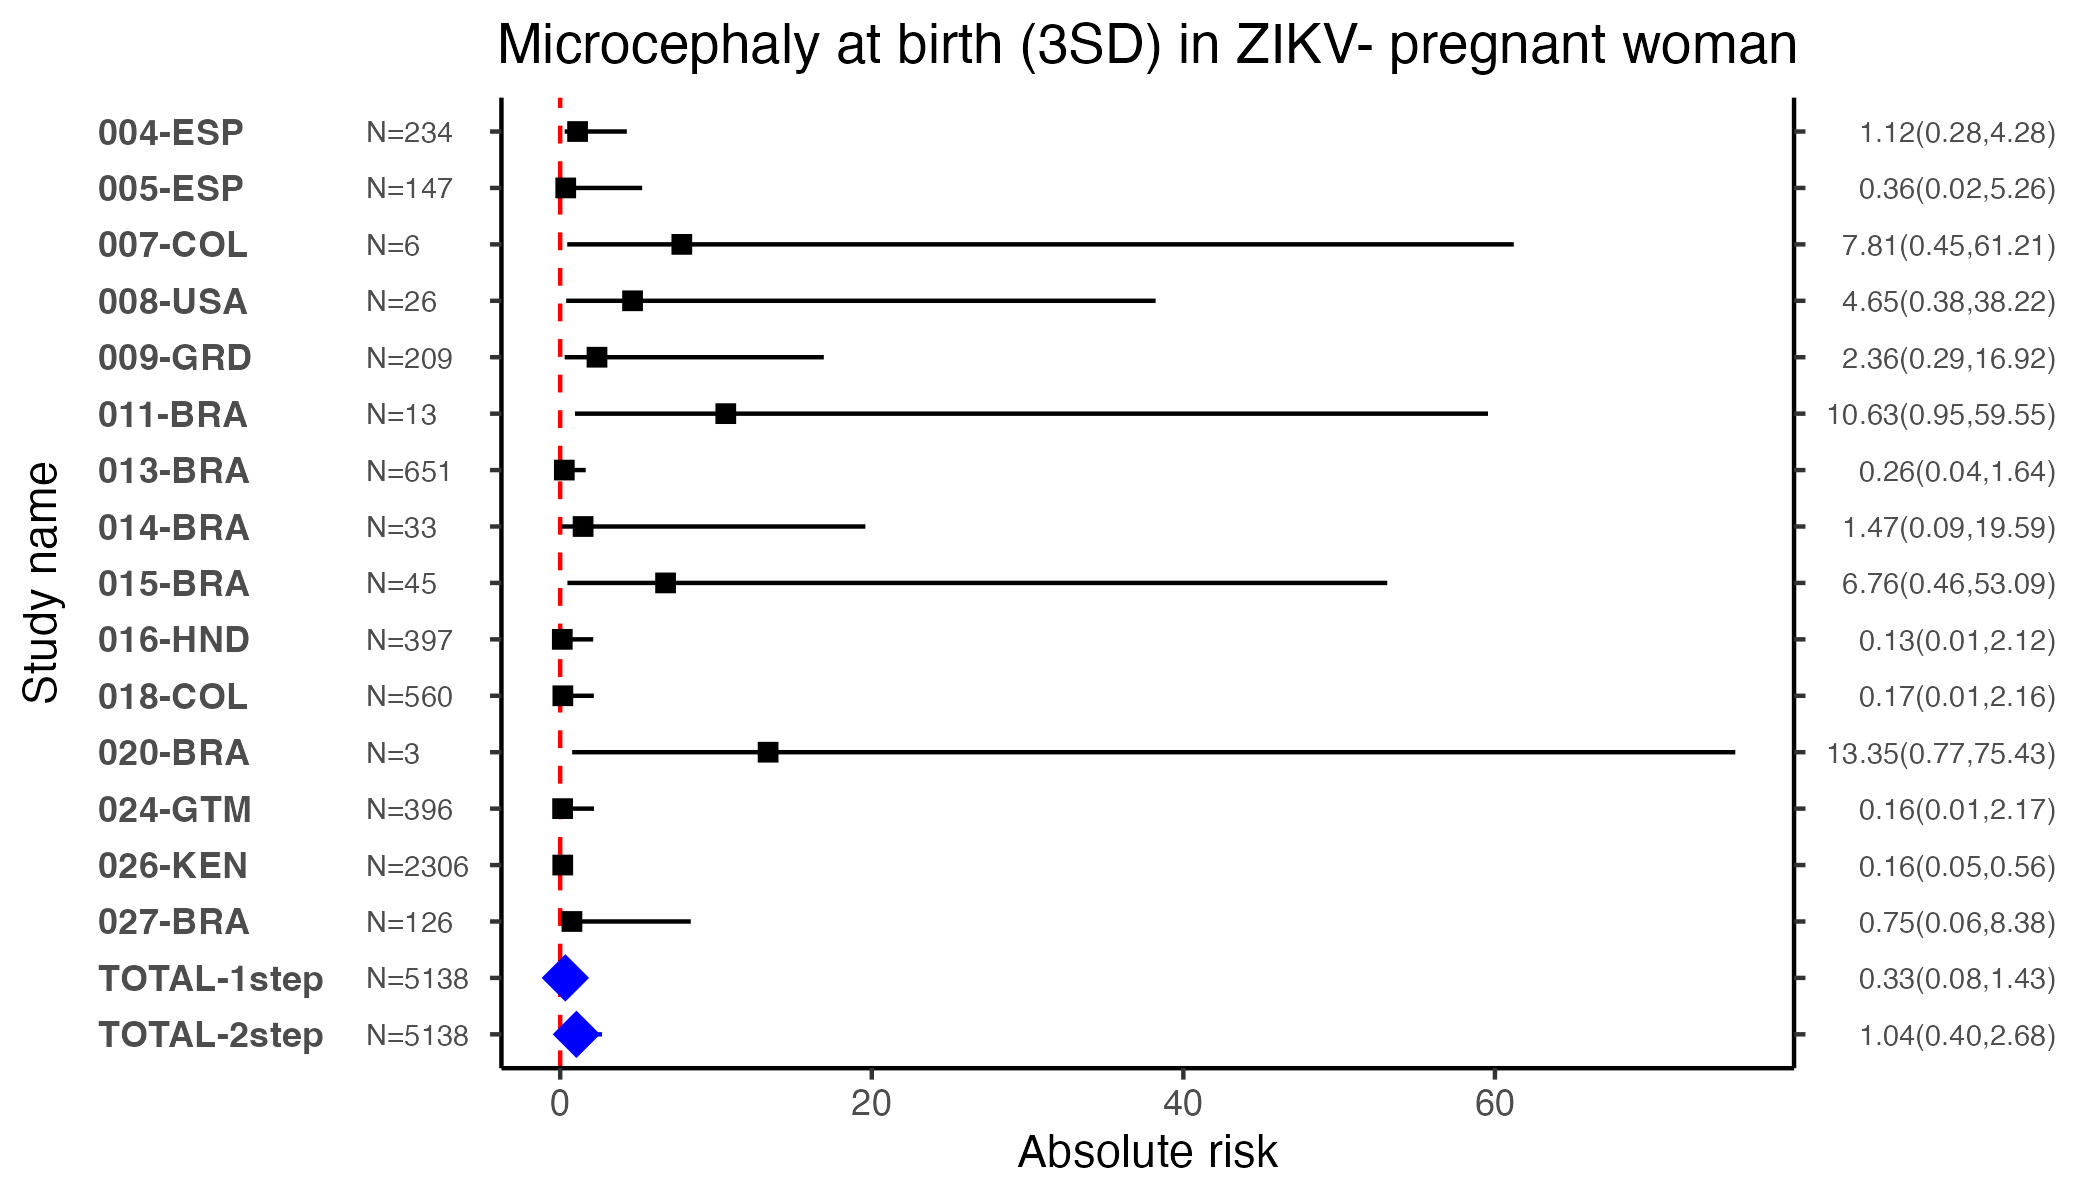 Microcephaly at birth (3SD) in ZIKV- pregnant woman
Study name
004-ESP N=234 1.12(0.28,4.28)
005-ESP N=147 0.36(0.02,5.26)
007-COL N=6 7.81(0.45,61.21)
008-USA N=26 4.65(0.38,38.22)
009-GRD N=209 2.36(0.29,16.92)
011-BRA N=13 10.63(0.95,59.55)
013-BRA N=651 0.26(0.04,1.64)
014-BRA N=33 1.47(0.09,19.59)
015-BRA N=45 6.76(0.46,53.09)
016-HND N=397 0.13(0.01,2.12)
018-COL N=560 0.17(0.01,2.16)
020-BRA N=3 13.35(0.77,75.43)
024-GTM N=396 0.16(0.01,2.17)
026-KEN N=2306 0.16(0.05,0.56)
027-BRA N=126 0.75(0.06,8.38)
TOTAL-1step N=5138 0.33(0.08,1.43)
TOTAL-2step N=5138 1.04(0.40,2.68)
0 20 40 60
Absolute risk